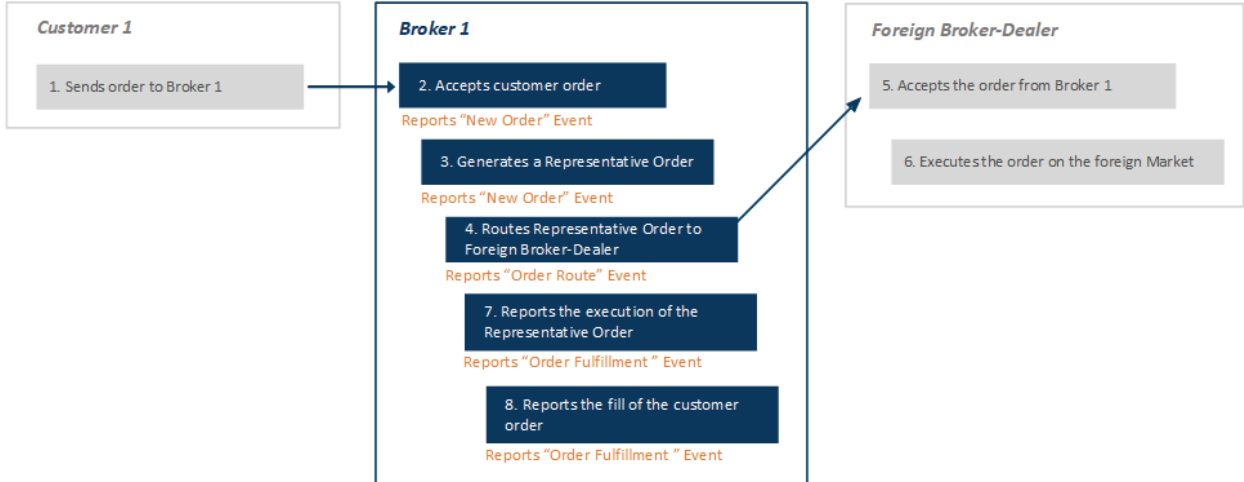 Customer 1
1. Sends order to Broker 1
Broker 1
2. Accepts customer order
Reports “New Order” Event
3. Generates a Representative Order
Reports “New Order” Event
4. Routes Representative Order to
Foreign Broker-Dealer
Reports “Order Route” Event
7. Reports the execution of the
Representative Order
Reports “Order Fulfillment ” Event
8. Reports the fill of the customer
order
Reports “Order Fulfillment ” Event
Foreign Broker-Dealer
5. Accepts the order from Broker 1
6. Executes the order on the foreign Market